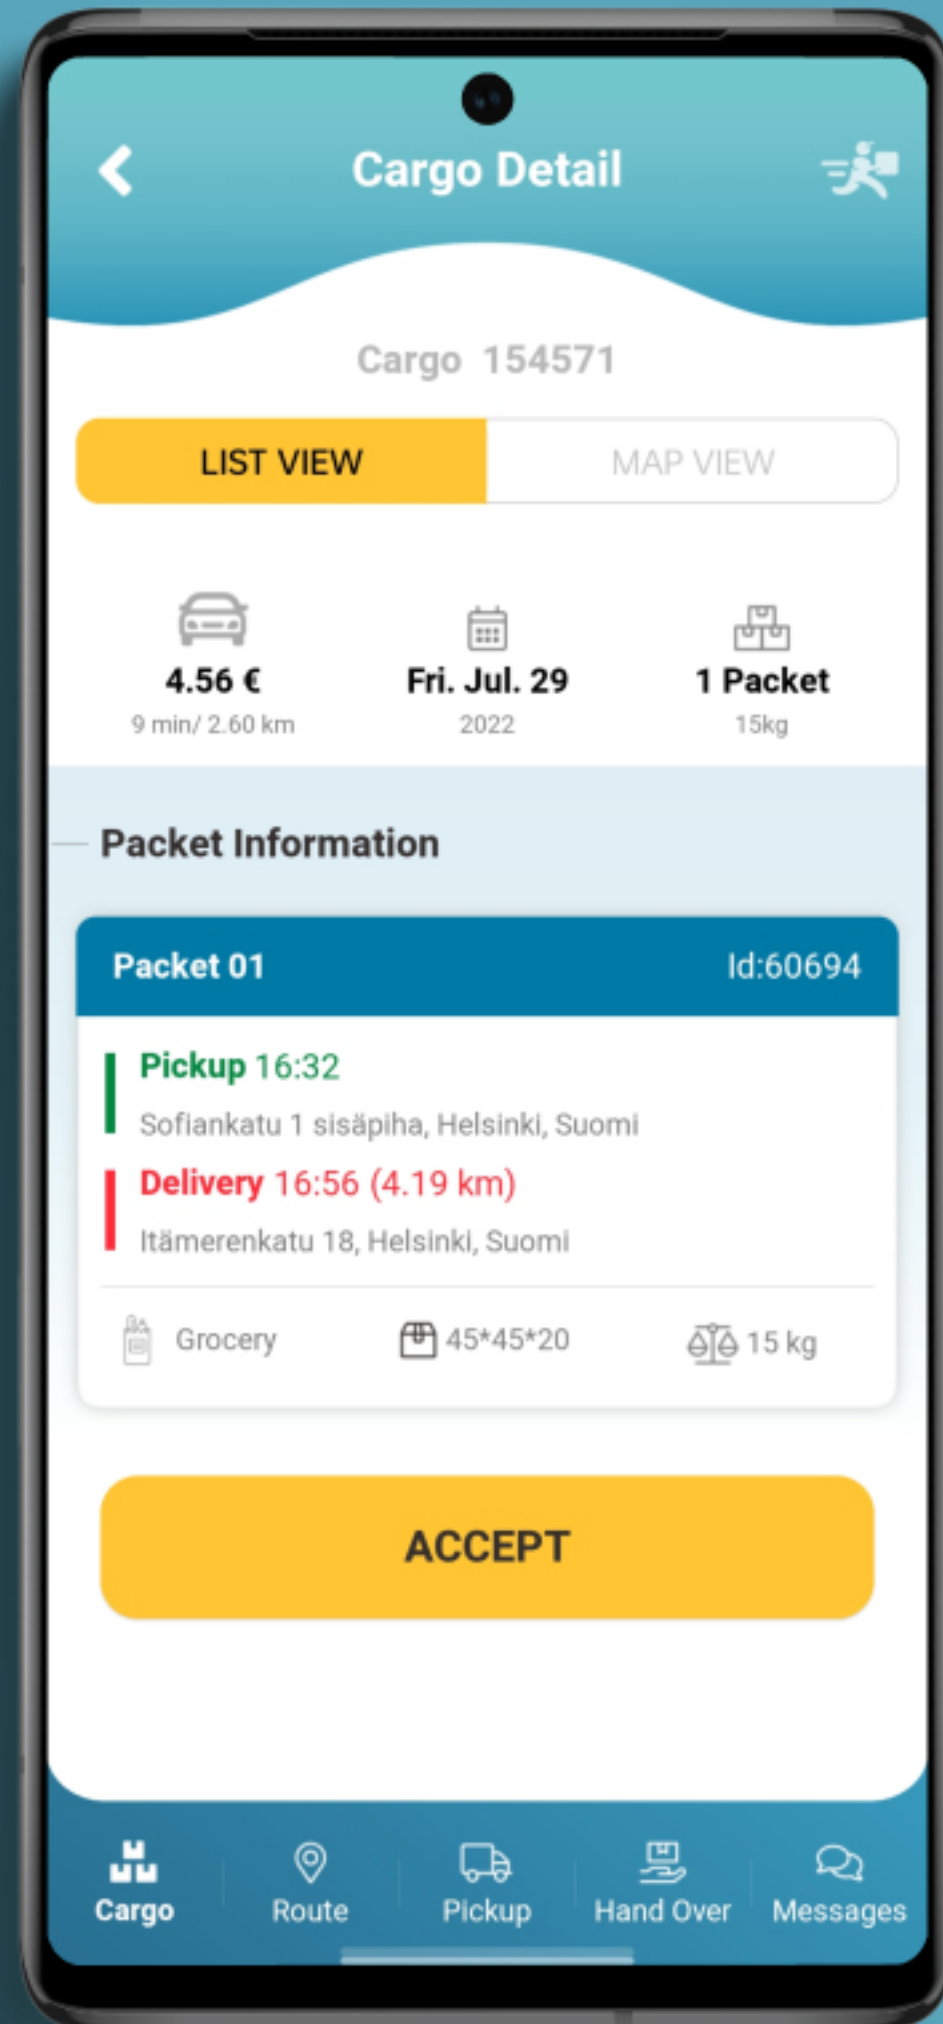 Cargo Detail
Cargo 154571
LIST VIEW
MAP VIEW
4.56 €
Fri. Jul. 29
1 Packet
9 min/ 2.60 km
2022
15kg
Packet Information
Packet 01
Id:60694
Pickup 16:32
Sofiankatu 1 sisäpiha, Helsinki, Suomi
Delivery 16:56 (4.19 km)
Itämerenkatu 18, Helsinki, Suomi
Grocery
45*45*20
15 kg
ACCEPT
Cargo
Route
Pickup
Hand Over
Messages